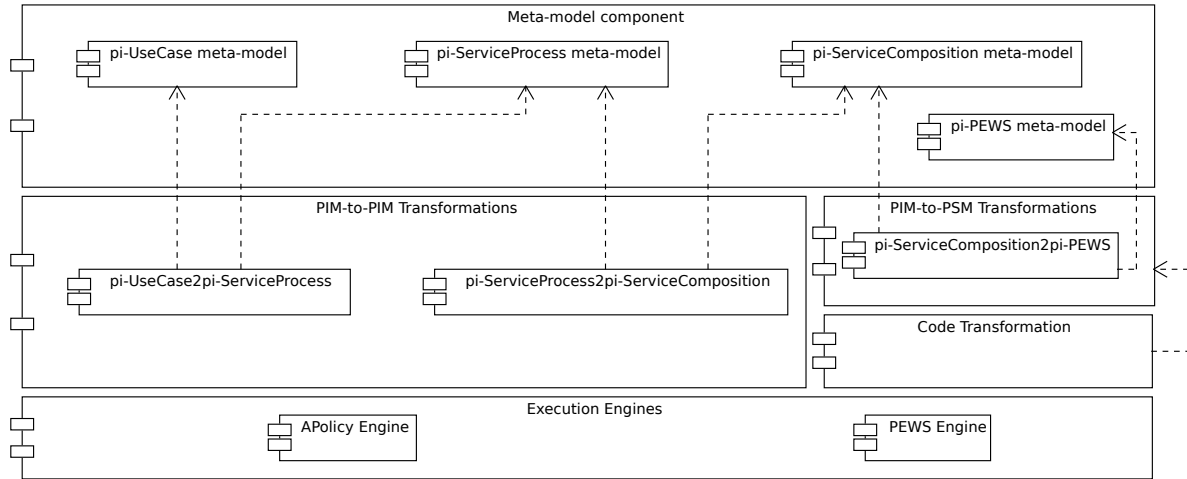 Meta-model component
pi-UseCase meta-model
pi-ServiceProcess meta-model
pi-ServiceComposition meta-model
pi-PEWS meta-model
PIM-to-PIM Transformations
PIM-to-PSM Transformations
pi-ServiceComposition2pi-PEWS
pi-UseCase2pi-ServiceProcess
pi-ServiceProcess2pi-ServiceComposition
Code Transformation
Execution Engines
APolicy Engine
PEWS Engine